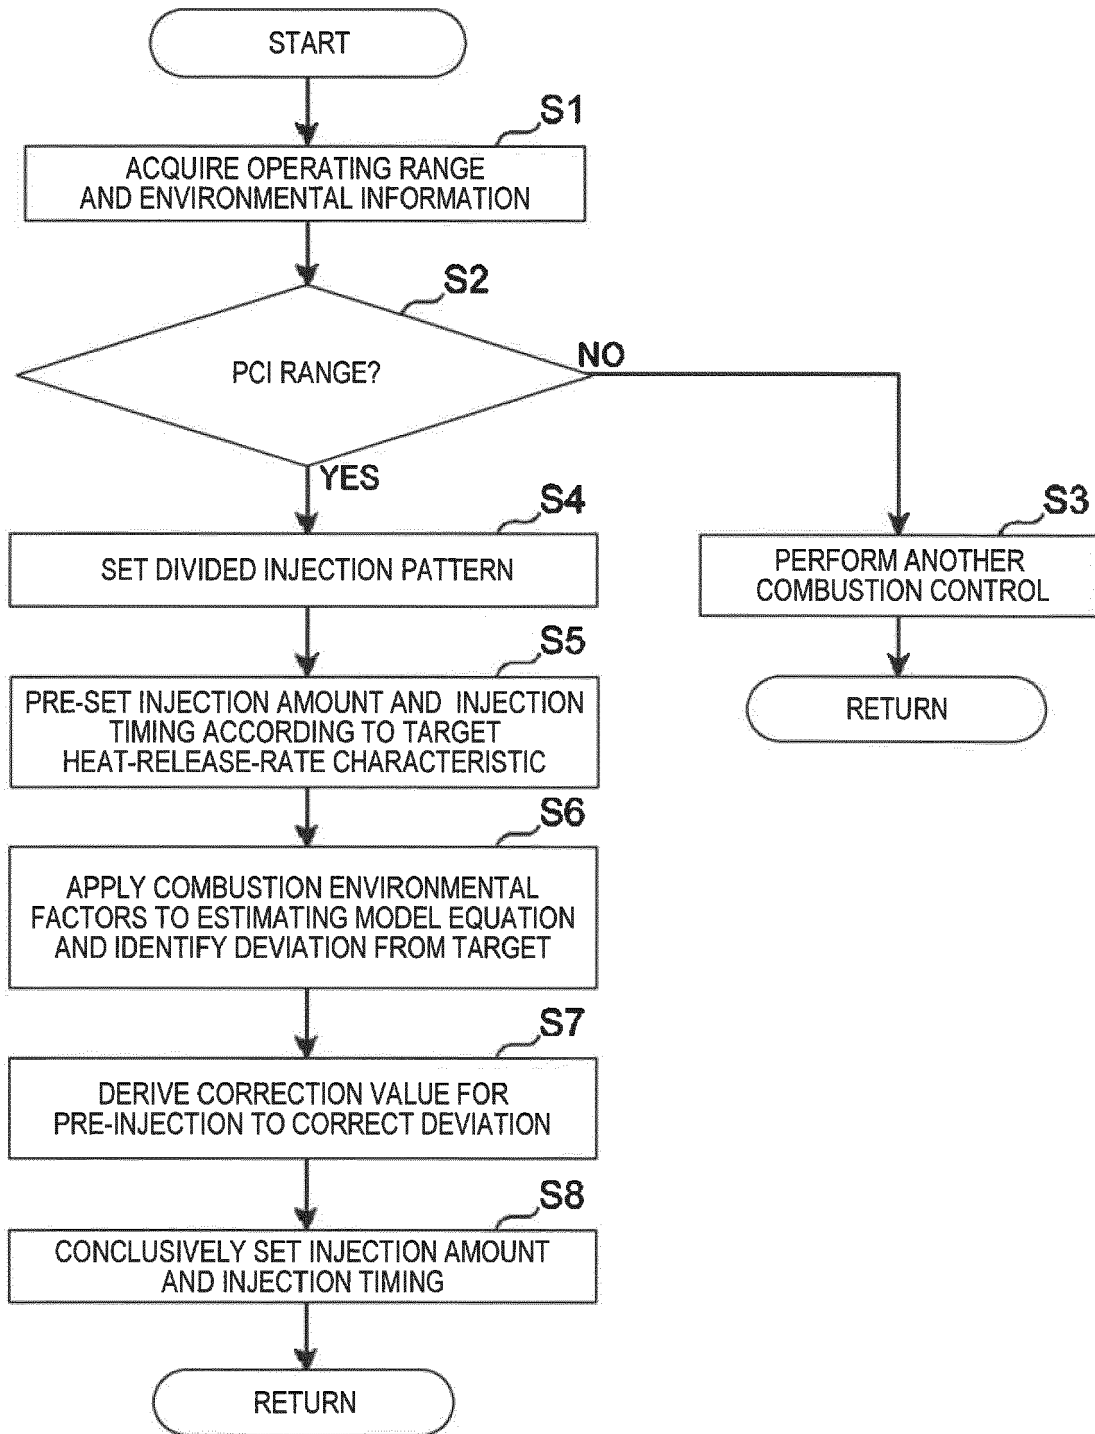 START
S1
ACQUIRE OPERATING RANGE
AND ENVIRONMENTAL INFORMATION
S2
PCI RANGE?
NO
YES
S4
SET DIVIDED INJECTION PATTERN
S3
PERFORM ANOTHER
COMBUSTION CONTROL
RETURN
S5
PRE-SET INJECTION AMOUNT AND INJECTION
TIMING ACCORDING TO TARGET
HEAT-RELEASE-RATE CHARACTERISTIC
S6
APPLY COMBUSTION ENVIRONMENTAL
FACTORS TO ESTIMATING MODEL EQUATION
AND IDENTIFY DEVIATION FROM TARGET
S7
DERIVE CORRECTION VALUE FOR
PRE-INJECTION TO CORRECT DEVIATION
S8
CONCLUSIVELY SET INJECTION AMOUNT
AND INJECTION TIMING
RETURN